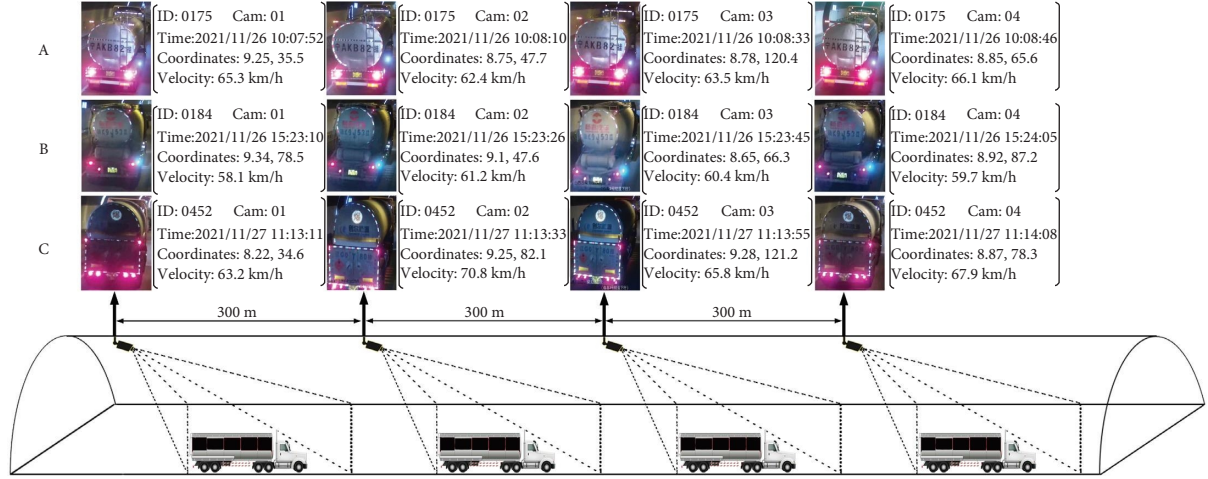 A
AKB82
ID: 0175 Cam: 01
Time:2021/11/26 10:07:52
Coordinates: 9.25, 35.5
Velocity: 65.3 km/h
AKB82
ID: 0175 Cam: 02
Time:2021/11/26 10:08:10
Coordinates: 8.75, 47.7
Velocity: 62.4 km/h
AKB82
ID: 0175 Cam: 03
Time:2021/11/26 10:08:33
Coordinates: 8.78, 120.4
Velocity: 63.5 km/h
AKB82
ID: 0175 Cam: 04
Time:2021/11/26 10:08:46
Coordinates: 8.85, 65.6
Velocity: 66.1 km/h
B
ID: 0184 Cam: 01
Time:2021/11/26 15:23:10
Coordinates: 9.34, 78.5
Velocity: 58.1 km/h
ID: 0184 Cam: 02
Time:2021/11/26 15:23:26
Coordinates: 9.1, 47.6
Velocity: 61.2 km/h
ID: 0184 Cam: 03
Time:2021/11/26 15:23:45
Coordinates: 8.65, 66.3
Velocity: 60.4 km/h
ID: 0184 Cam: 04
Time:2021/11/26 15:24:05
Coordinates: 8.92, 87.2
Velocity: 59.7 km/h
C
ID: 0452 Cam: 01
Time:2021/11/27 11:13:11
Coordinates: 8.22, 34.6
Velocity: 63.2 km/h
ID: 0452 Cam: 02
Time:2021/11/27 11:13:33
Coordinates: 9.25, 82.1
Velocity: 70.8 km/h
ID: 0452 Cam: 03
Time:2021/11/27 11:13:55
Coordinates: 9.28, 121.2
Velocity: 65.8 km/h
ID: 0452 Cam: 04
Time:2021/11/27 11:14:08
Coordinates: 8.87, 78.3
Velocity: 67.9 km/h
300 m
300 m
300 m